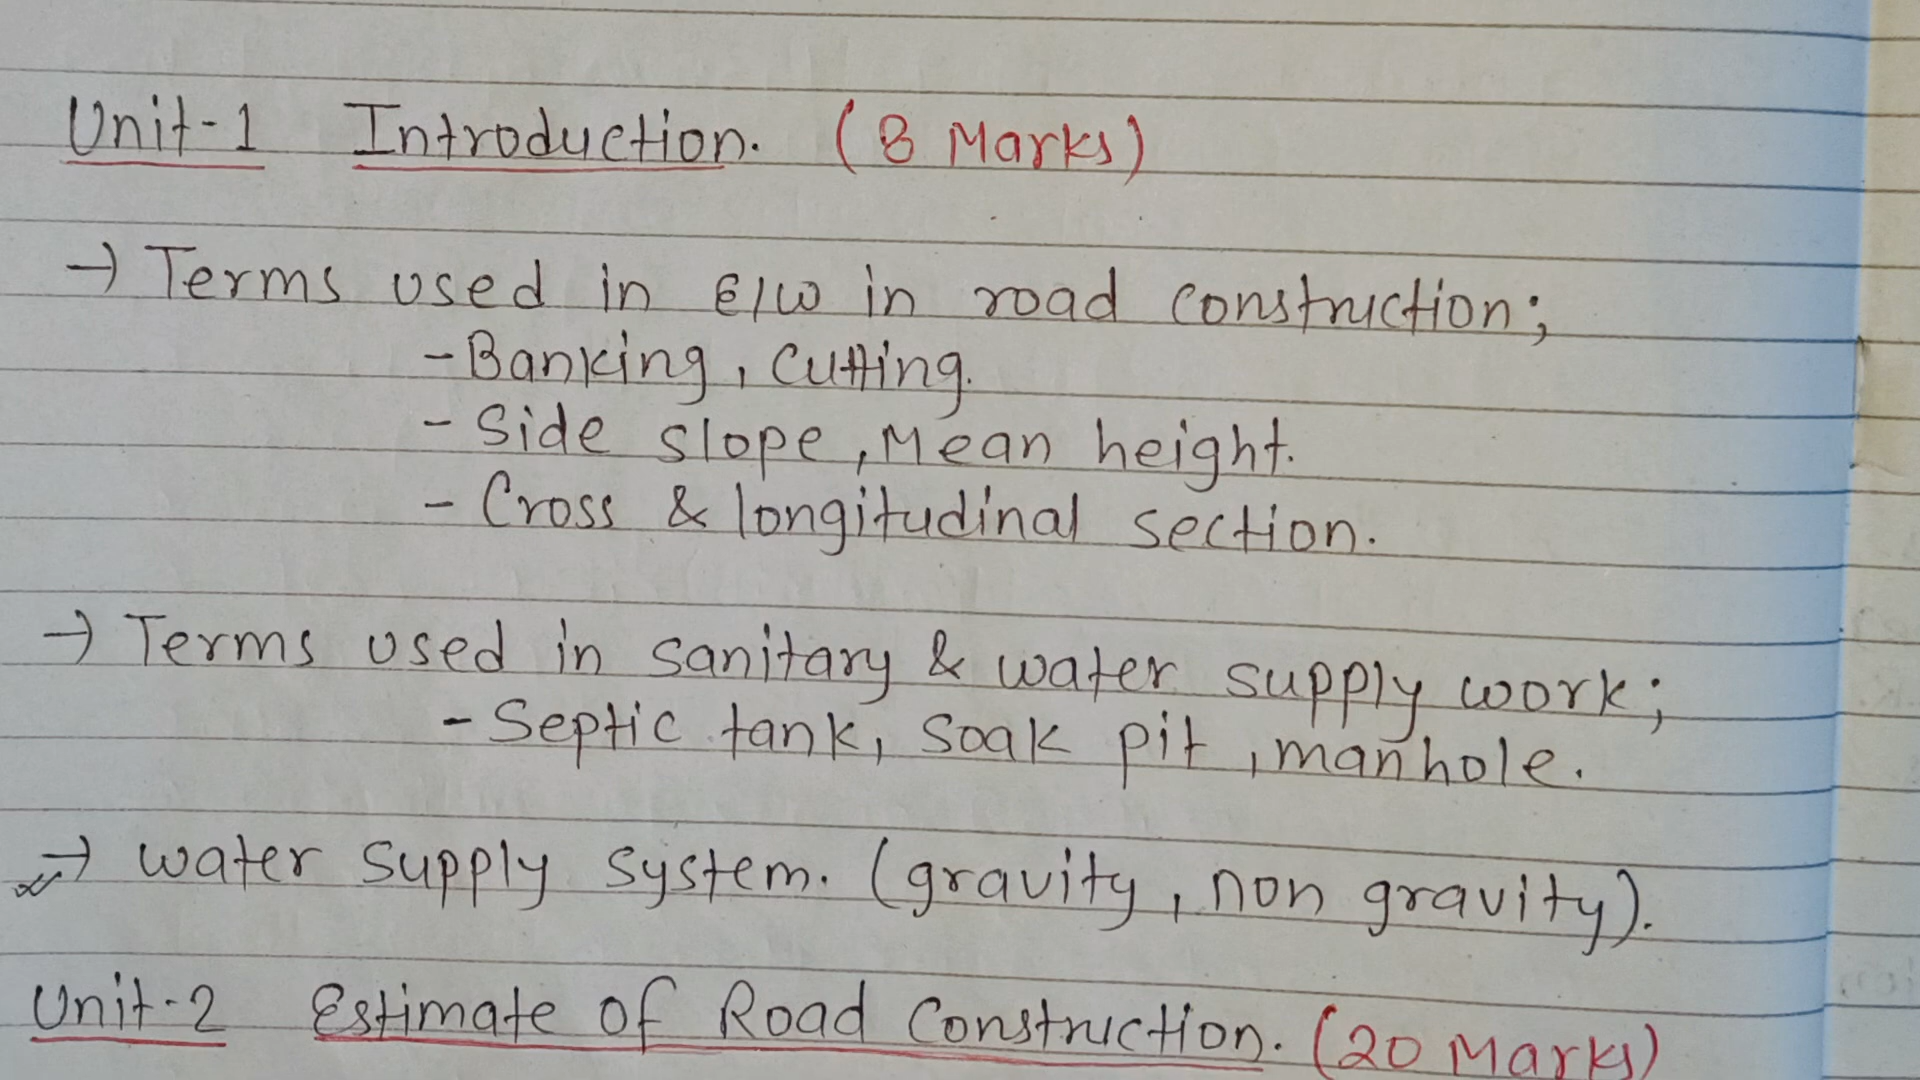 Unit-1 Introduction. (8 Marks)
→ Terms used in E/W in road construction;
- Banking, Cutting.
- Side slope, Mean height.
- Cross & longitudinal section.
→ Terms used in sanitary & water supply work;
- Septic tank, Soak pit, manhole.
→ water supply system. (gravity, non gravity).
Unit-2 Estimate of Road Construction. (20 Marks)